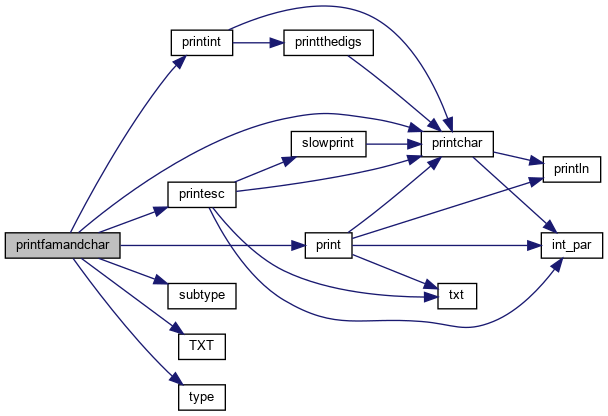 printint
printthedigs
slowprint
printchar
println
printesc
printfamandchar
print
int_par
subtype
txt
TXT
type